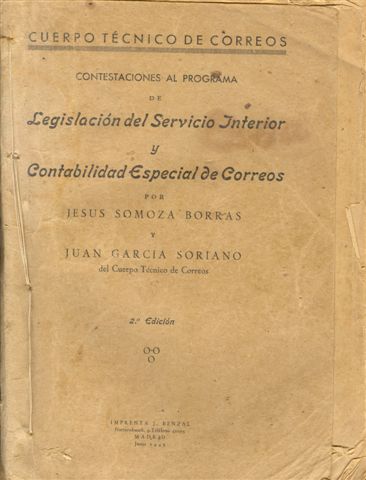 CUERPO TÉCNICO DE CORREOS
CONTESTACIONES AL PROGRAMA
DE
Legislación del Servicio Interior
y
Contabilidad Especial de Correos
POR
JESUS SOMOZA BORRAS
Y
JUAN GARCIA SORIANO
del Cuerpo Técnico de Correos
2.ª Edición
IMPRENTA J. BENZAL
MADRID
Junio